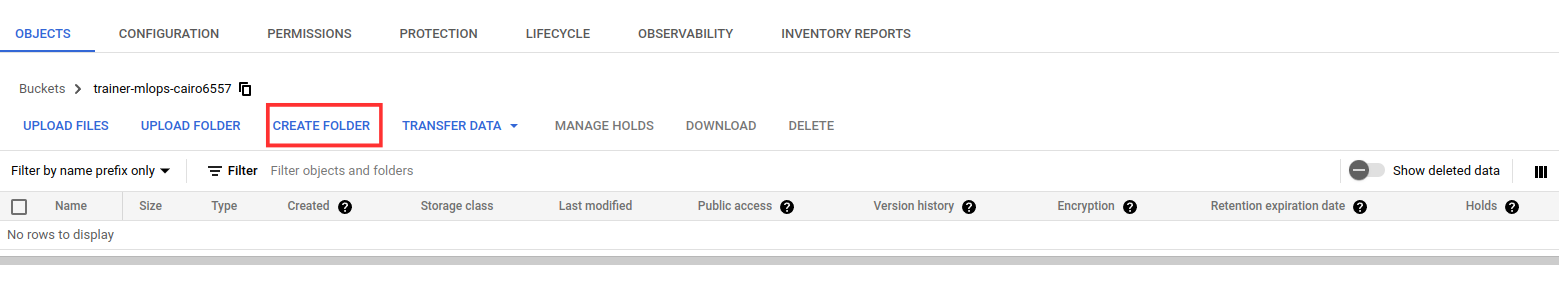 OBJECTS CONFIGURATION PERMISSIONS PROTECTION LIFECYCLE OBSERVABILITY INVENTORY REPORTS
Buckets trainer-mlops-cairo6557
UPLOAD FILES UPLOAD FOLDER CREATE FOLDER TRANSFER DATA MANAGE HOLDS DOWNLOAD DELETE
Filter by name prefix only Filter Filter objects and folders Show deleted data
Name Size Type Created ? Storage class Last modified Public access ? Version history ? Encryption ? Retention expiration date ? Holds ?
No rows to display